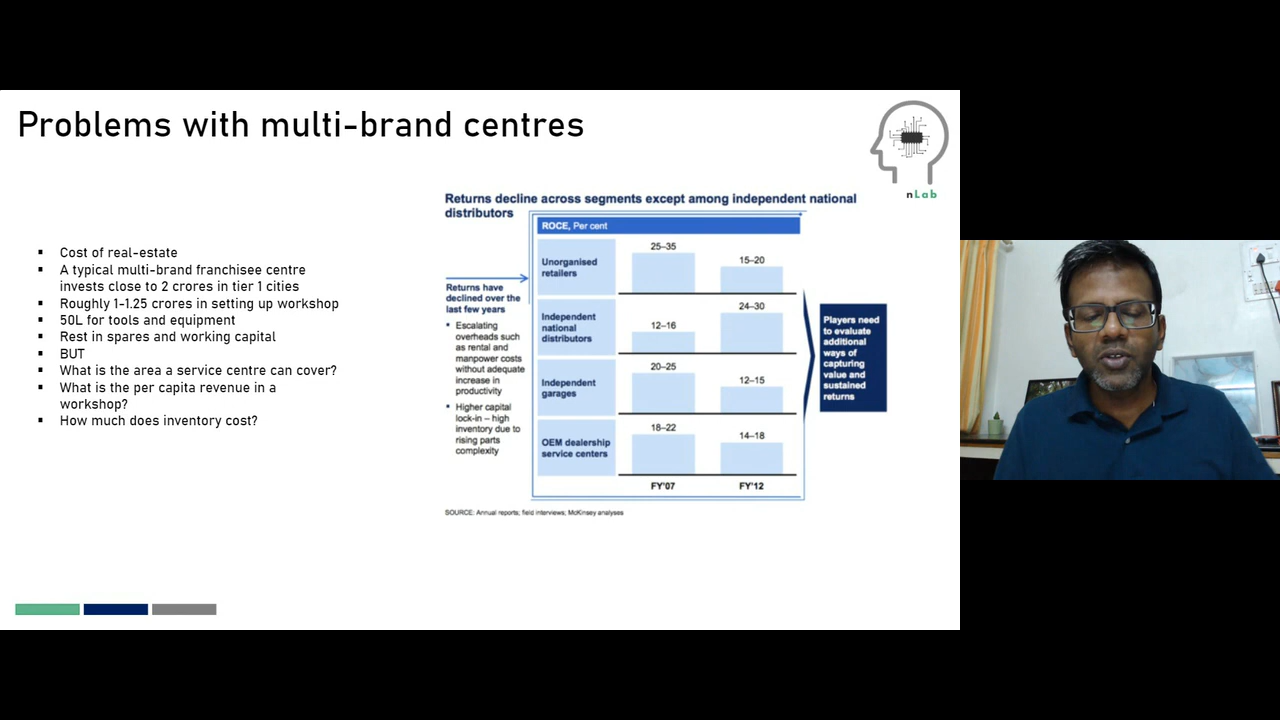 Problems with multi-brand centres
nLab
▪ Cost of real-estate
▪ A typical multi-brand franchisee centre
invests close to 2 crores in tier 1 cities
▪ Roughly 1-1.25 crores in setting up workshop
▪ 50L for tools and equipment
▪ Rest in spares and working capital
▪ BUT
▪ What is the area a service centre can cover?
▪ What is the per capita revenue in a
workshop?
▪ How much does inventory cost?
Returns decline across segments except among independent national
distributors
Returns have
declined over the
last few years
• Escalating
overheads such
as rental and
manpower costs
without adequate
increase in
productivity
• Higher capital
lock-in – high
inventory due to
rising parts
complexity
ROCE, Per cent
Unorganised
retailers
25–35
15–20
Independent
national
distributors
12–16
24–30
Independent
garages
20–25
12–15
OEM dealership
service centers
18–22
14–18
FY'07
FY'12
Players need
to evaluate
additional
ways of
capturing
value and
sustained
returns
SOURCE: Annual reports; field interviews; McKinsey analyses